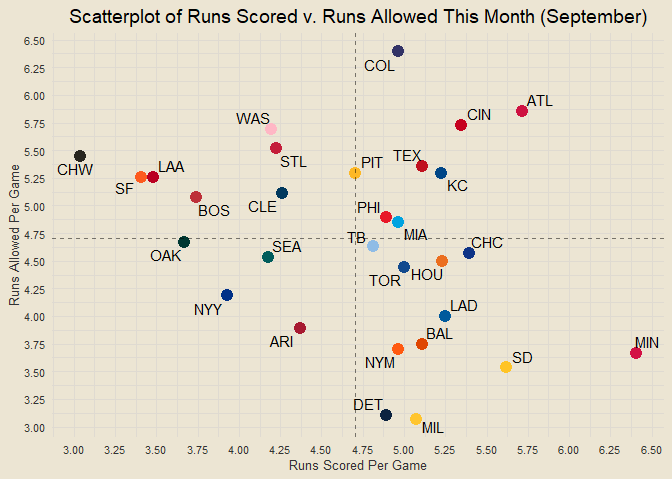 Scatterplot of Runs Scored v. Runs Allowed This Month (September)
6.50
COL
6.25
6.00
ATL
CIN
5.75
WAS
5.50
TEX
CHW
LAA
STL
PIT
5.25
SF
KC
BOS
CLE
PHI
5.00
4.75
TB
MIA
CHC
OAK
SEA
4.50
TOR
HOU
4.25
NYY
LAD
4.00
ARI
BAL
MIN
3.75
NYM
SD
3.50
3.25
DET
MIL
3.00
Runs Allowed Per Game
3.00 3.25 3.50 3.75 4.00 4.25 4.50 4.75 5.00 5.25 5.50 5.75 6.00 6.25 6.50
Runs Scored Per Game